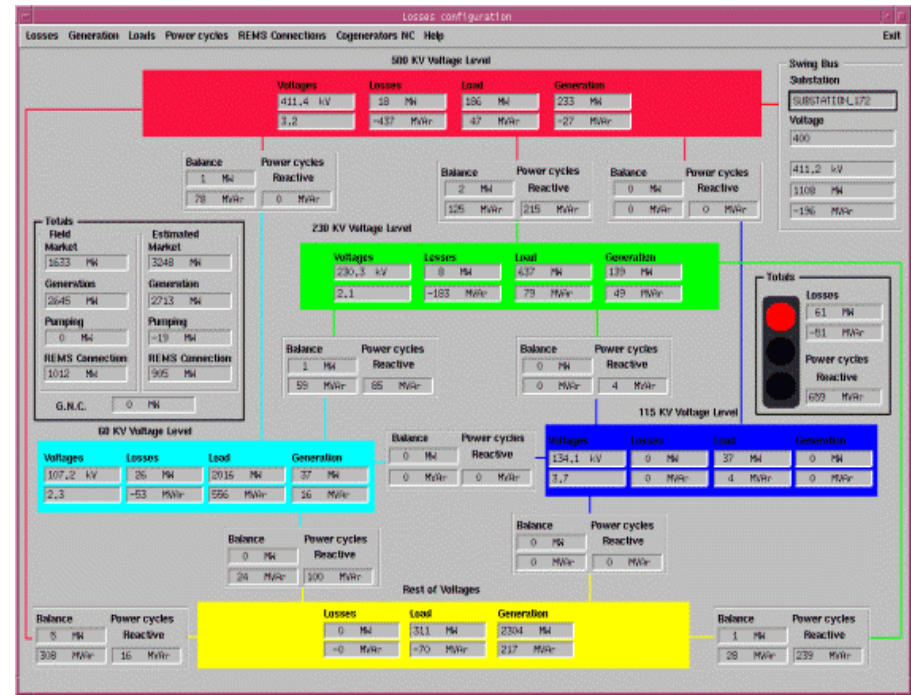 Losses configuration
Losses Generation Loads Power cycles REMS Connections Cogenerators NC Help Exit
500 KV Voltage Level
Voltages Losses Load Generation
411,4 kV 18 MW 186 MW 233 MW
3,2 -437 MVAr 47 MVAr -27 MVAr
Swing Bus
Substation
SUBSTATION_172
Voltage
400
411,2 kV
1108 MW
-196 MVAr
Balance Power cycles
1 MW Reactive
78 MVAr 0 MVAr
Balance Power cycles
2 MW Reactive
125 MVAr 215 MVAr
Balance Power cycles
0 MW Reactive
0 MVAr 0 MVAr
230 KV Voltage Level
Voltages Losses Load Generation
230,3 kV 8 MW 637 MW 139 MW
2,1 -183 MVAr 79 MVAr 49 MVAr
Totals
Field Estimated
Market Market
1633 MW 3248 MW
Generation Generation
2645 MW 2713 MW
Pumping Pumping
0 MW -19 MW
REMS Connection REMS Connection
1012 MW 905 MW
G.N.C. 0 MW
Totals
Losses
61 MW
-81 MVAr
Power cycles
Reactive
659 MVAr
Balance Power cycles
1 MW Reactive
59 MVAr 85 MVAr
Balance Power cycles
0 MW Reactive
0 MVAr 4 MVAr
60 KV Voltage Level
Voltages Losses Load Generation
107,2 kV 26 MW 2016 MW 37 MW
2,3 -53 MVAr 556 MVAr 16 MVAr
Balance Power cycles
0 MW Reactive
0 MVAr 0 MVAr
115 KV Voltage Level
Voltages Losses Load Generation
134,1 kV 0 MW 37 MW 0 MW
3,7 0 MVAr 4 MVAr 0 MVAr
Balance Power cycles
0 MW Reactive
24 MVAr 100 MVAr
Balance Power cycles
0 MW Reactive
0 MVAr 0 MVAr
Rest of Voltages
Losses Load Generation
0 MW 311 MW 2304 MW
-0 MVAr -70 MVAr 217 MVAr
Balance Power cycles
MW Reactive
308 MVAr 16 MVAr
Balance Power cycles
1 MW Reactive
28 MVAr 239 MVAr